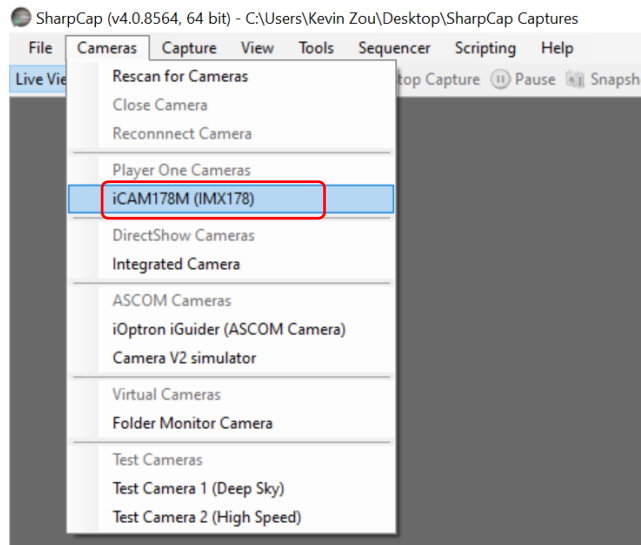 SharpCap (v4.0.8564, 64 bit) - C:\Users\Kevin Zou\Desktop\SharpCap Captures
File Cameras Capture View Tools Sequencer Scripting Help
Live Vie top Capture Pause Snapsh
Rescan for Cameras
Close Camera
Reconnnect Camera
Player One Cameras
iCAM178M (IMX178)
DirectShow Cameras
Integrated Camera
ASCOM Cameras
iOptron iGuider (ASCOM Camera)
Camera V2 simulator
Virtual Cameras
Folder Monitor Camera
Test Cameras
Test Camera 1 (Deep Sky)
Test Camera 2 (High Speed)